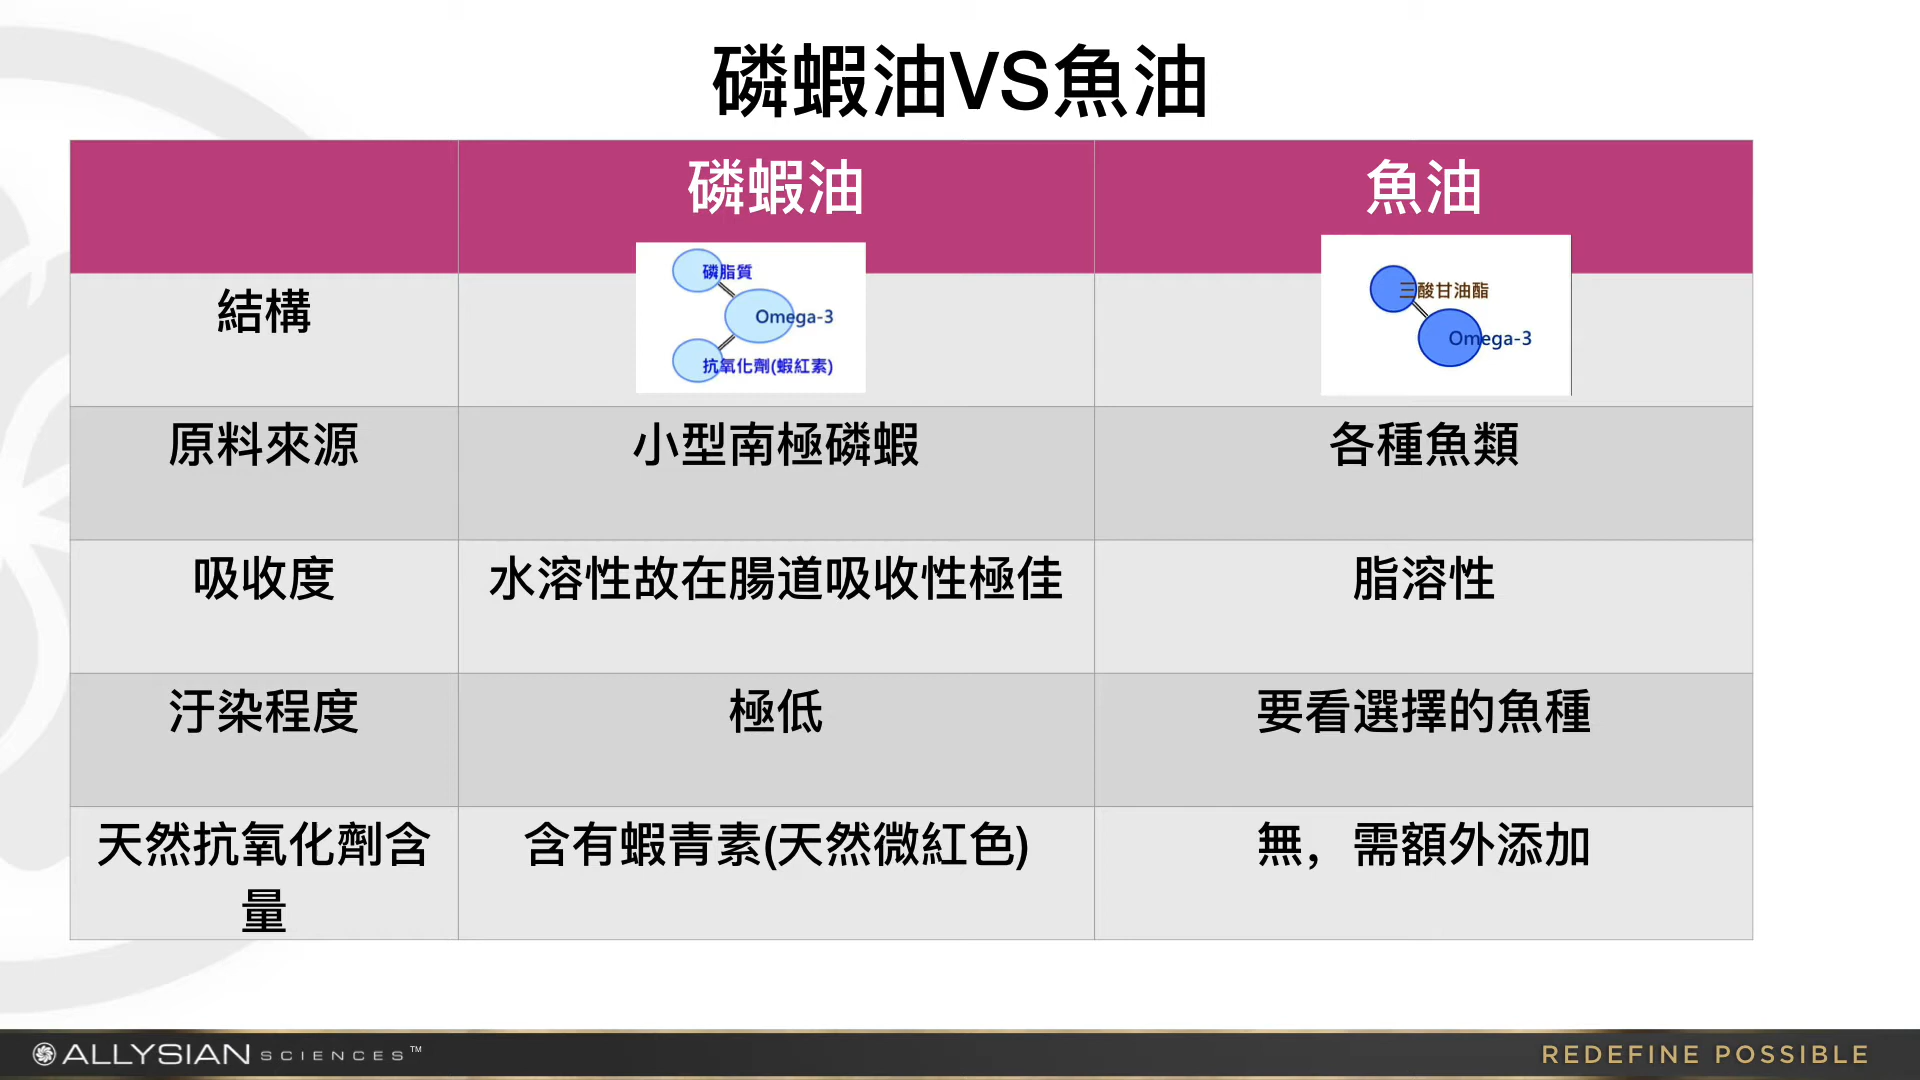 磷蝦油VS魚油
磷蝦油
魚油
結構
磷脂質
Omega-3
抗氧化劑(蝦紅素)
三酸甘油酯
Omega-3
原料來源
小型南極磷蝦
各種魚類
吸收度
水溶性故在腸道吸收性極佳
脂溶性
汙染程度
極低
要看選擇的魚種
天然抗氧化劑含
量
含有蝦青素(天然微紅色)
無，需額外添加
ALLYSIAN SCIENCES™
REDEFINE POSSIBLE